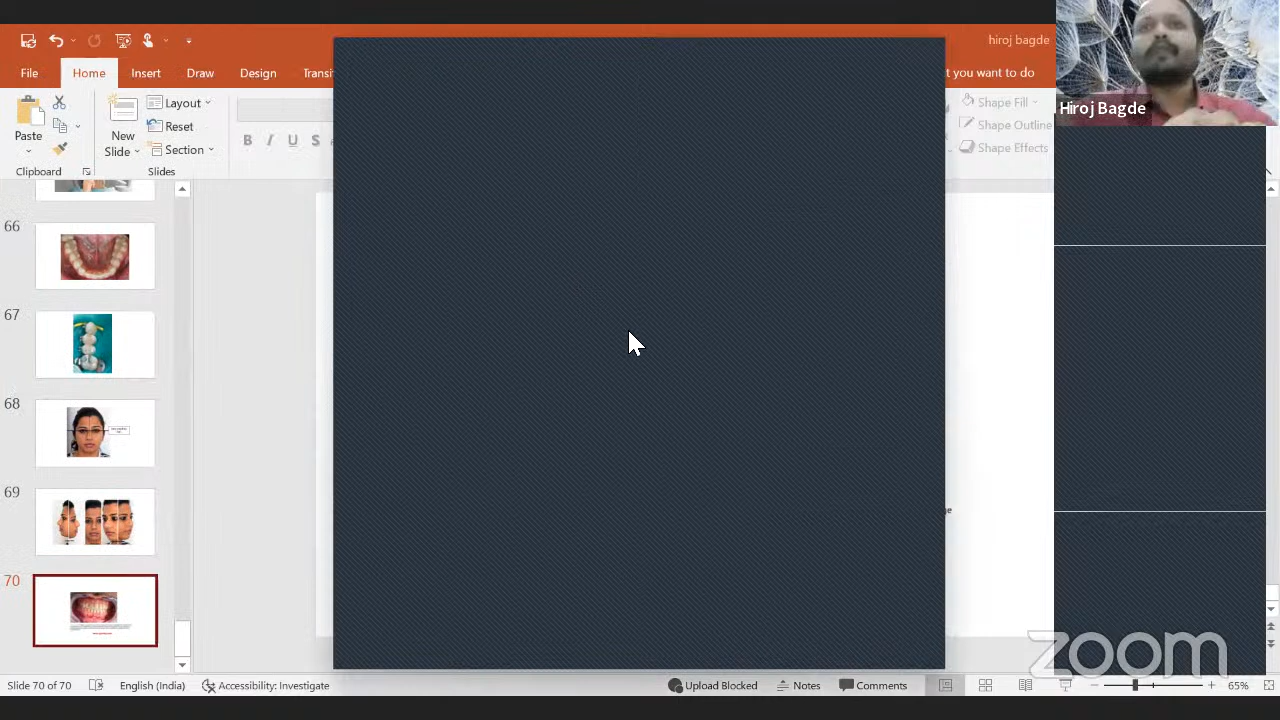 hiroj bagde
File Home Insert Draw Design Transi t you want to do
Hiroj Bagde
Paste
New
Slide
Layout
Reset
Section
B I U S
Shape Fill
Shape Outline
Shape Effects
Clipboard Slides
66
67
68
69
70
zoom
Slide 70 of 70 English (India) Accessibility: Investigate Upload Blocked Notes Comments 65%